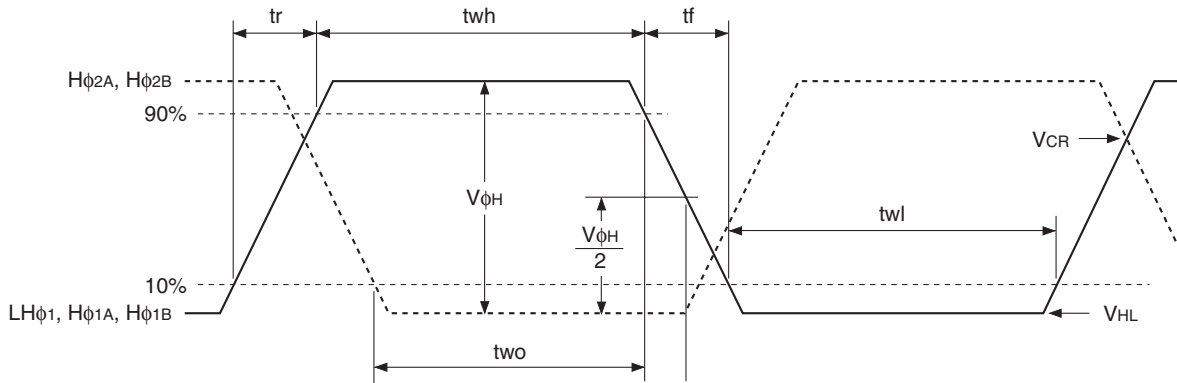 tr twh tf
Hϕ2A, Hϕ2B
90%
VCR
VϕH
twl
VϕH
2
10%
LHϕ1, Hϕ1A, Hϕ1B
VHL
two